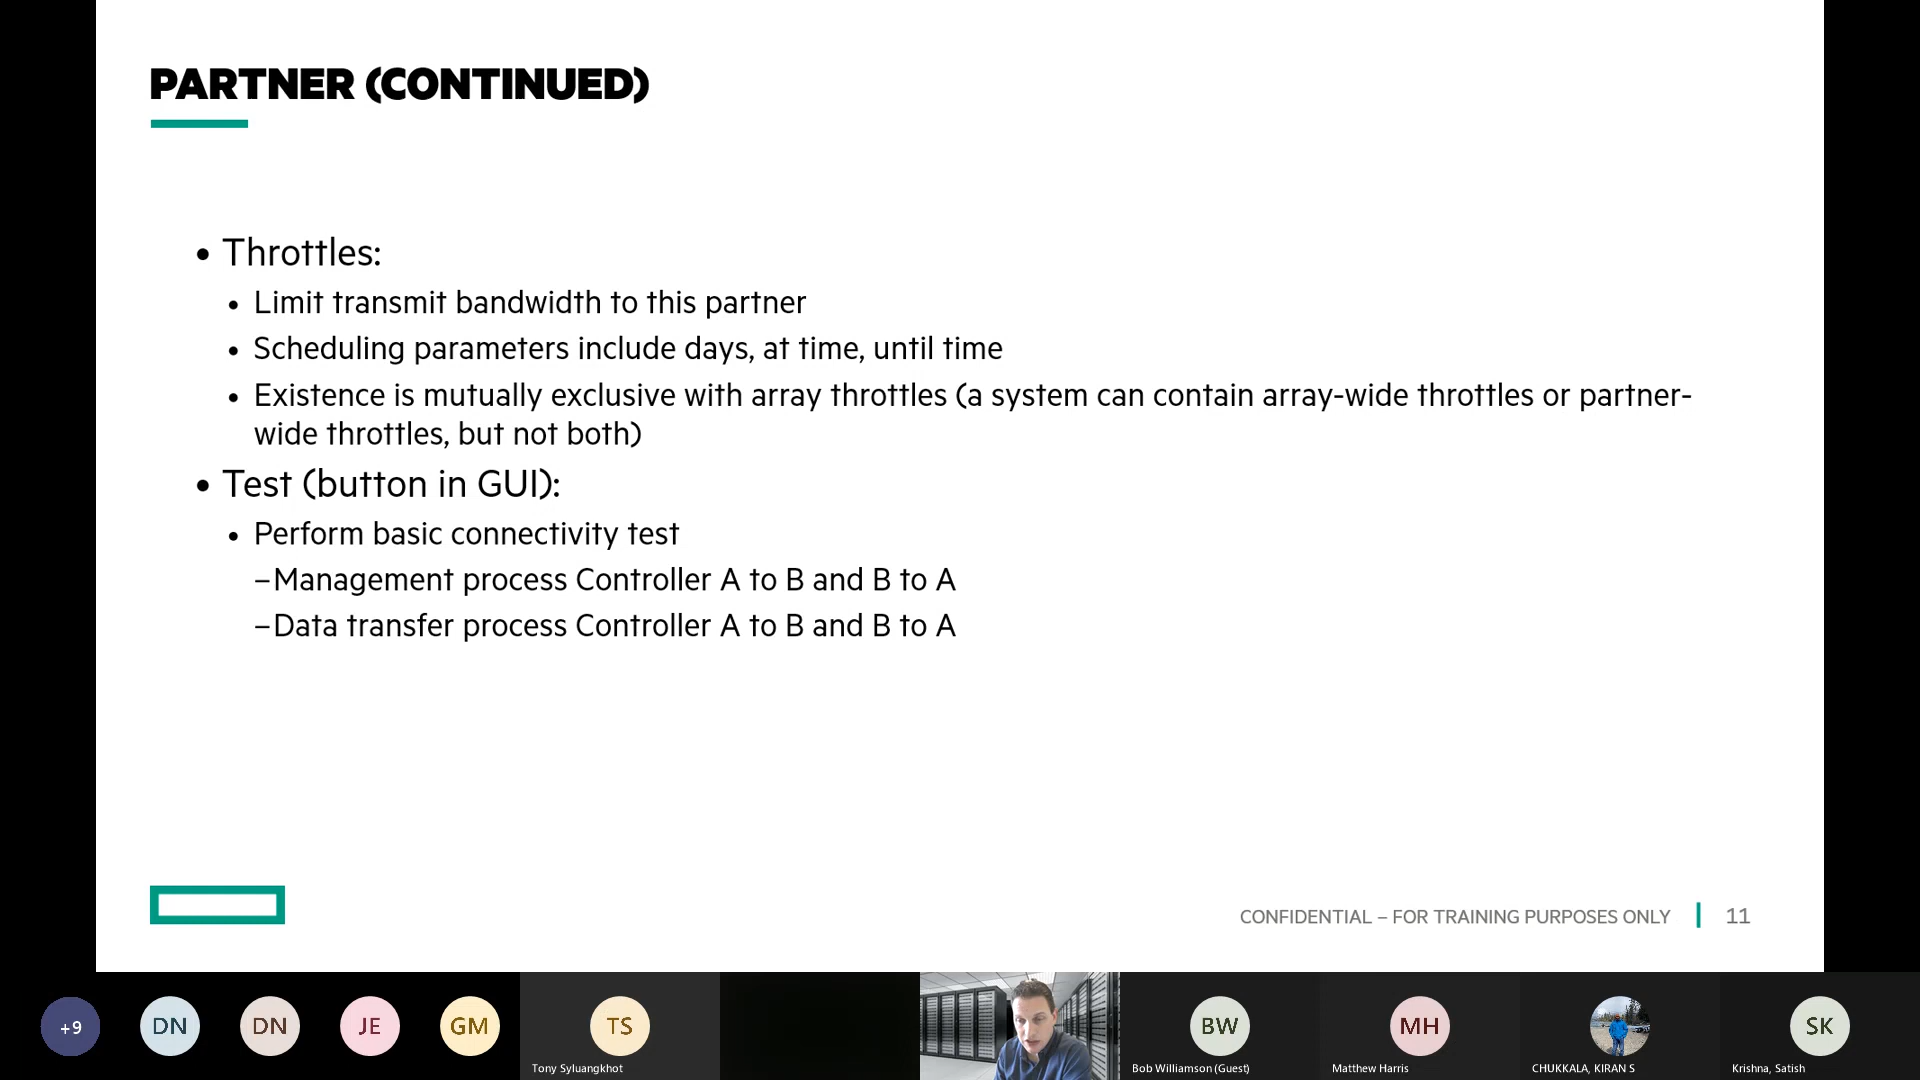 PARTNER (CONTINUED)
• Throttles:
• Limit transmit bandwidth to this partner
• Scheduling parameters include days, at time, until time
• Existence is mutually exclusive with array throttles (a system can contain array-wide throttles or partner-
wide throttles, but not both)
• Test (button in GUI):
• Perform basic connectivity test
–Management process Controller A to B and B to A
–Data transfer process Controller A to B and B to A
CONFIDENTIAL – FOR TRAINING PURPOSES ONLY 11
+9 DN DN JE GM TS BW MH SK
Tony Syluangkhot Bob Williamson (Guest) Matthew Harris CHUKKALA, KIRAN S Krishna, Satish